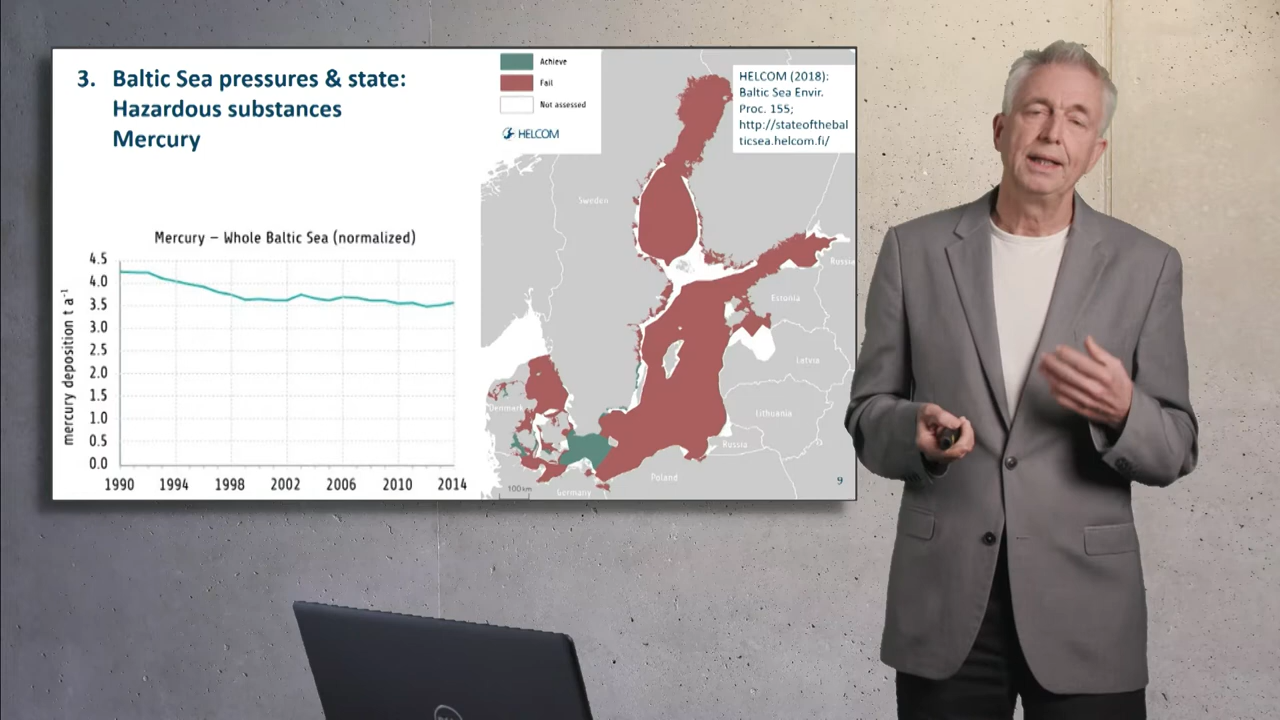 3. Baltic Sea pressures & state:
Hazardous substances
Mercury
Mercury – Whole Baltic Sea (normalized)
mercury deposition t a⁻¹
4.5
4.0
3.5
3.0
2.5
2.0
1.5
1.0
0.5
0.0
1990 1994 1998 2002 2006 2010 2014
Achieve
Fail
Not assessed
HELCOM
HELCOM (2018):
Baltic Sea Envir.
Proc. 155;
http://stateofthebal
ticsea.helcom.fi/
Sweden
Russia
Estonia
Latvia
Denmark
Lithuania
Russia
Poland
Germany
100 km
9